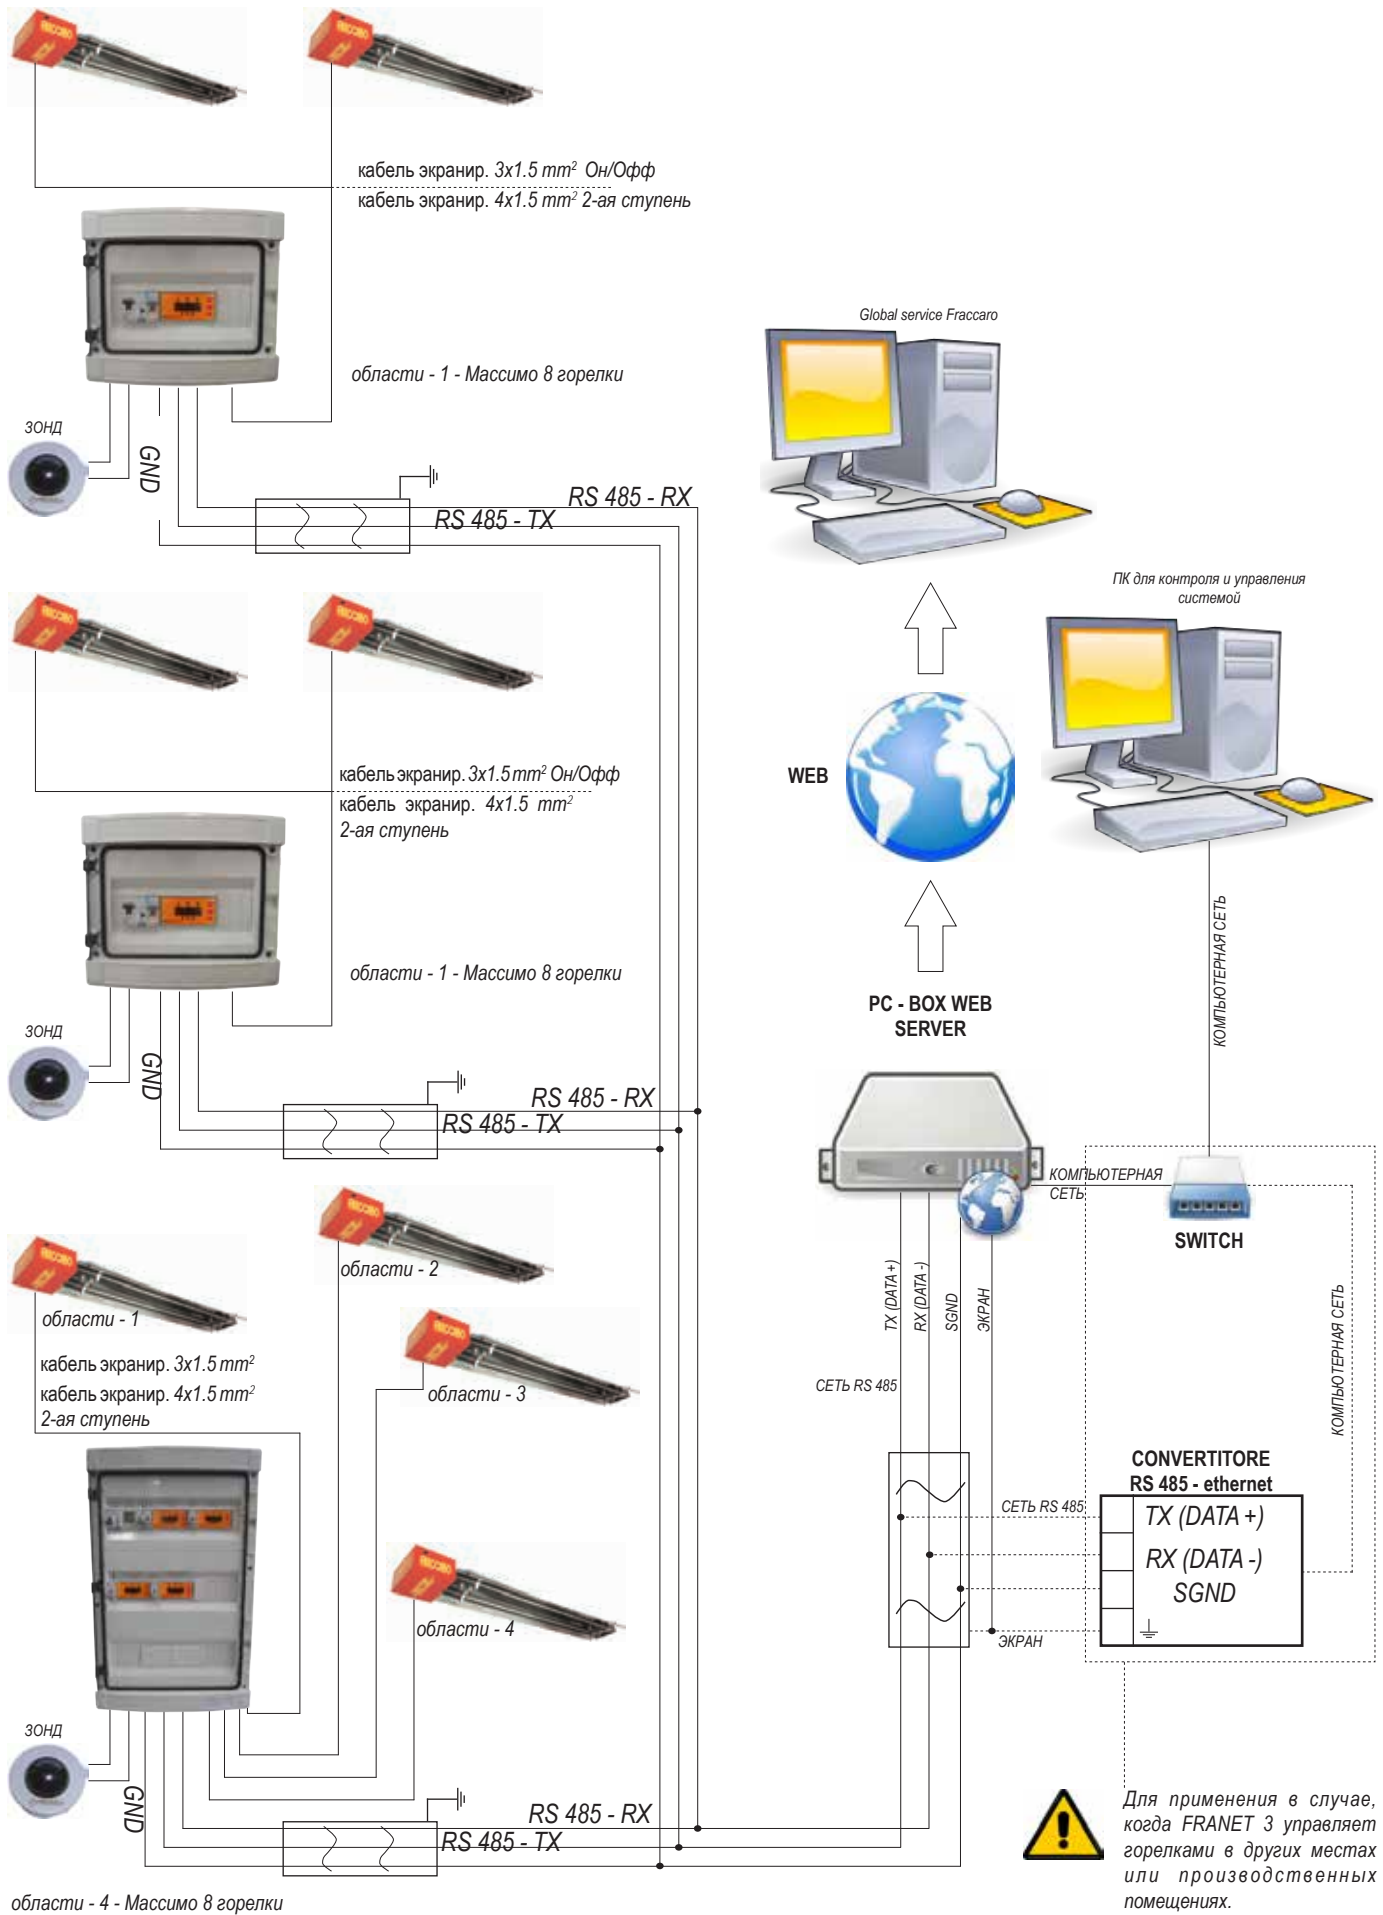 кабель экранир. 3x1.5 mm² Он/Офф
кабель экранир. 4x1.5 mm² 2-ая ступень
области - 1 - Массимо 8 горелки
ЗОНД
GND
RS 485 - RX
RS 485 - TX
Global service Fraccaro
ПК для контроля и управления
системой
WEB
PC - BOX WEB
SERVER
КОМПЬЮТЕРНАЯ СЕТЬ
кабель экранир. 3x1.5 mm² Он/Офф
кабель экранир. 4x1.5 mm²
2-ая ступень
области - 1 - Массимо 8 горелки
ЗОНД
GND
RS 485 - RX
RS 485 - TX
КОМПЬЮТЕРНАЯ
СЕТЬ
SWITCH
области - 2
области - 1
кабель экранир. 3x1.5 mm²
кабель экранир. 4x1.5 mm²
2-ая ступень
области - 3
области - 4
TX (DATA +)
RX (DATA -)
SGND
ЭКРАН
СЕТЬ RS 485
КОМПЬЮТЕРНАЯ СЕТЬ
CONVERTITORE
RS 485 - ethernet
СЕТЬ RS 485
TX (DATA +)
RX (DATA -)
SGND
ЭКРАН
ЗОНД
GND
RS 485 - RX
RS 485 - TX
области - 4 - Массимо 8 горелки
Для применения в случае,
когда FRANET 3 управляет
горелками в других местах
или производственных
помещениях.